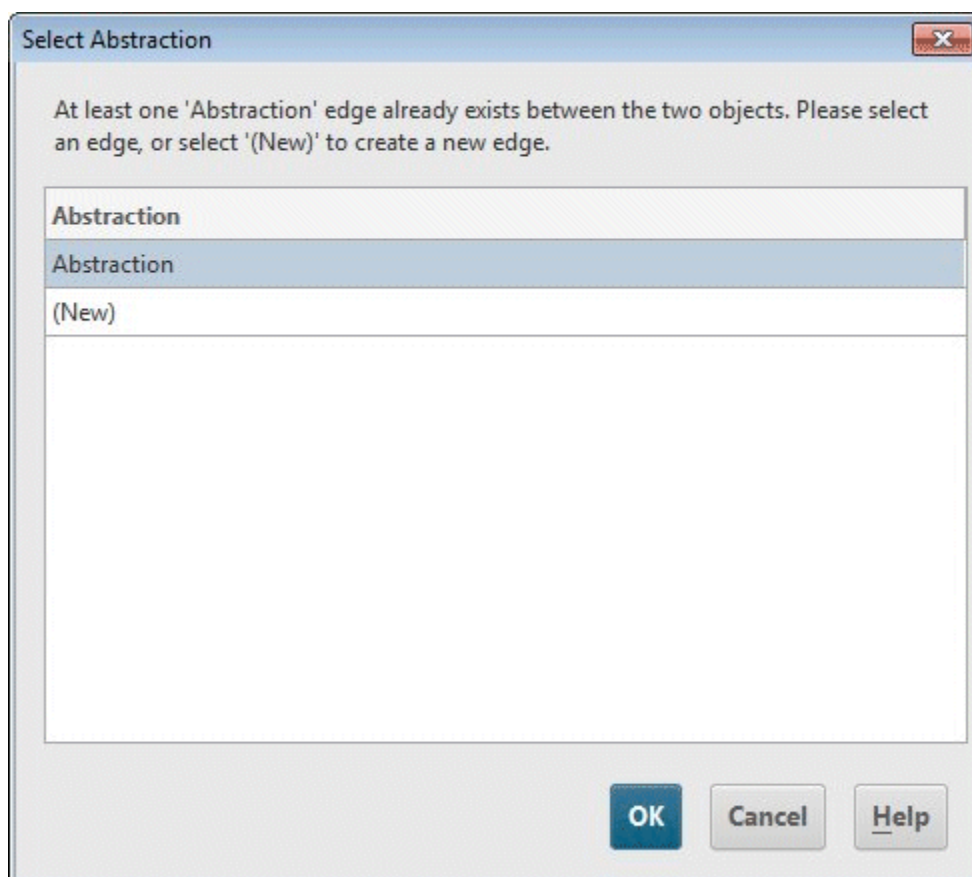 Select Abstraction
At least one 'Abstraction' edge already exists between the two objects. Please select
an edge, or select '(New)' to create a new edge.
Abstraction
Abstraction
(New)
OK Cancel Help